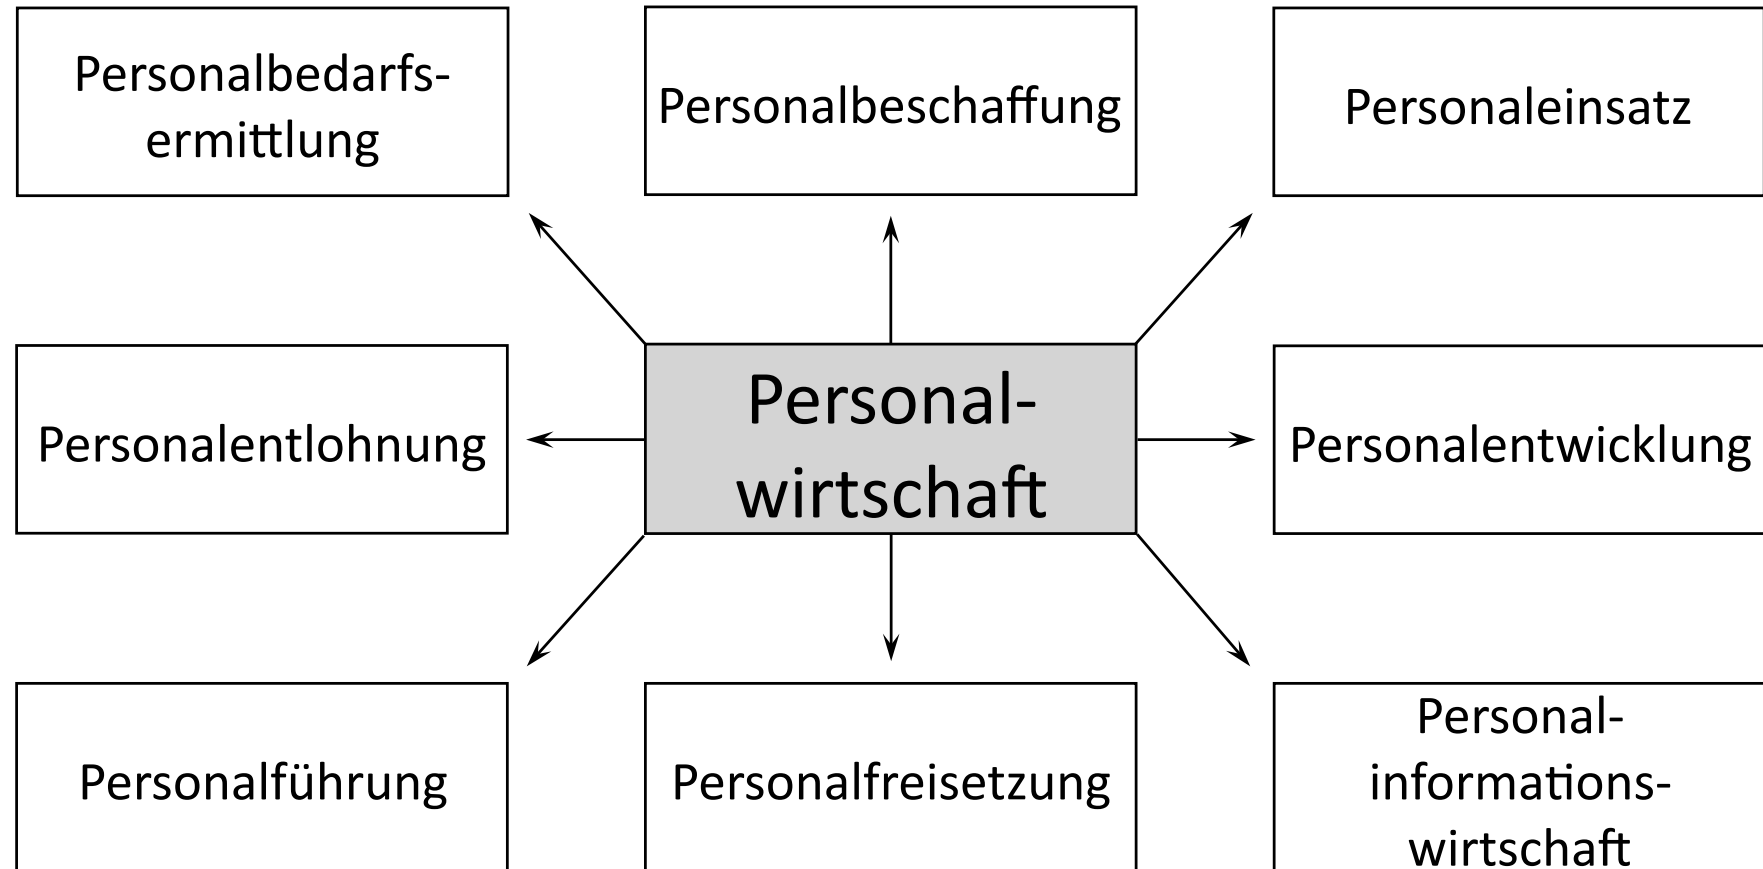 Personalbedarfs-
ermittlung
Personalbeschaffung
Personaleinsatz
Personalentlohnung
Personal-
wirtschaft
Personalentwicklung
Personalführung
Personalfreisetzung
Personal-
informations-
wirtschaft